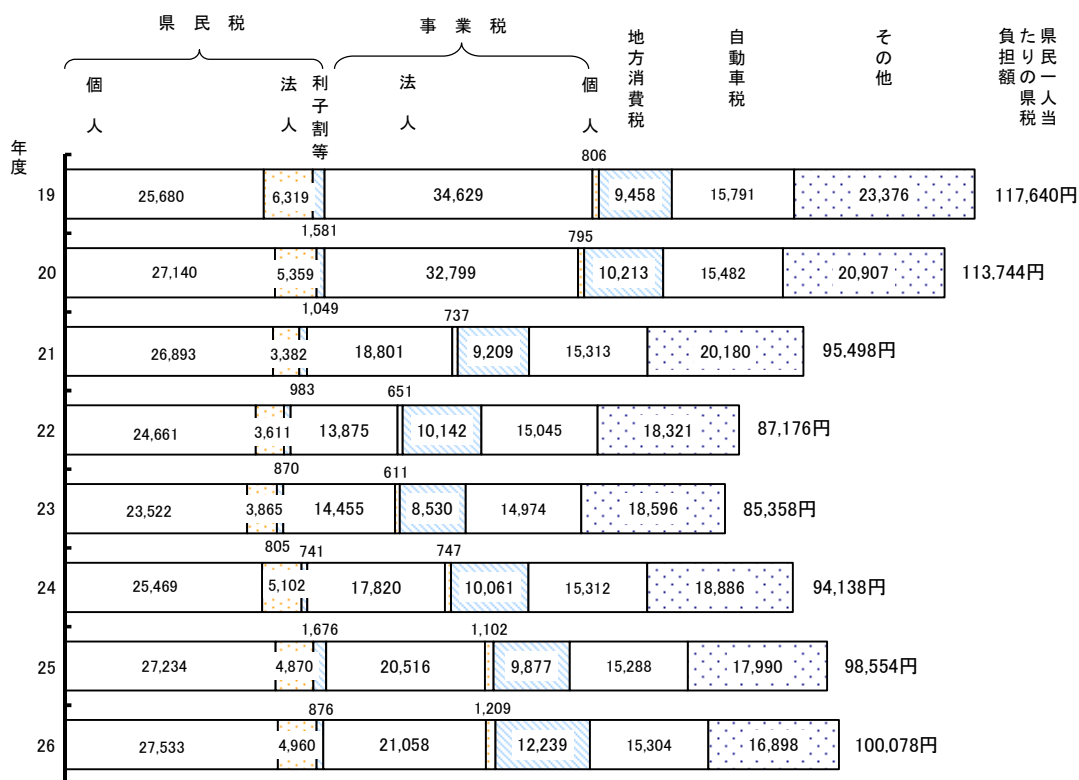 県民税
事業税
個人
法人
利子割等
法人
個人
地方消費税
自動車税
その他
県民一人当
たりの県税
負担額
年度
806
19 25,680 6,319 34,629 9,458 15,791 23,376 117,640円
1,581 795
20 27,140 5,359 32,799 10,213 15,482 20,907 113,744円
1,049 737
21 26,893 3,382 18,801 9,209 15,313 20,180 95,498円
983 651
22 24,661 3,611 13,875 10,142 15,045 18,321 87,176円
870 611
23 23,522 3,865 14,455 8,530 14,974 18,596 85,358円
805 741 747
24 25,469 5,102 17,820 10,061 15,312 18,886 94,138円
1,676 1,102
25 27,234 4,870 20,516 9,877 15,288 17,990 98,554円
876 1,209
26 27,533 4,960 21,058 12,239 15,304 16,898 100,078円